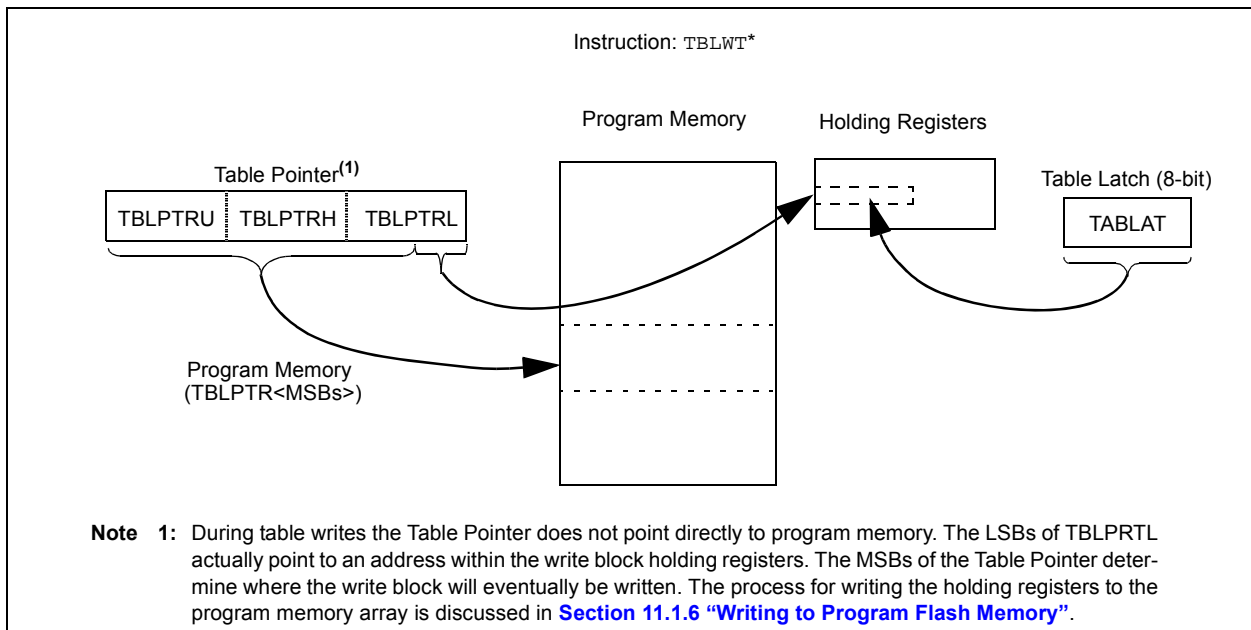 Instruction: TBLWT*
Program Memory
Holding Registers
Table Pointer(1)
Table Latch (8-bit)
TBLPTRU TBLPTRH TBLPTRL
TABLAT
Program Memory
(TBLPTR<MSBs>)
Note 1: During table writes the Table Pointer does not point directly to program memory. The LSBs of TBLPRTL
actually point to an address within the write block holding registers. The MSBs of the Table Pointer deter-
mine where the write block will eventually be written. The process for writing the holding registers to the
program memory array is discussed in Section 11.1.6 “Writing to Program Flash Memory”.